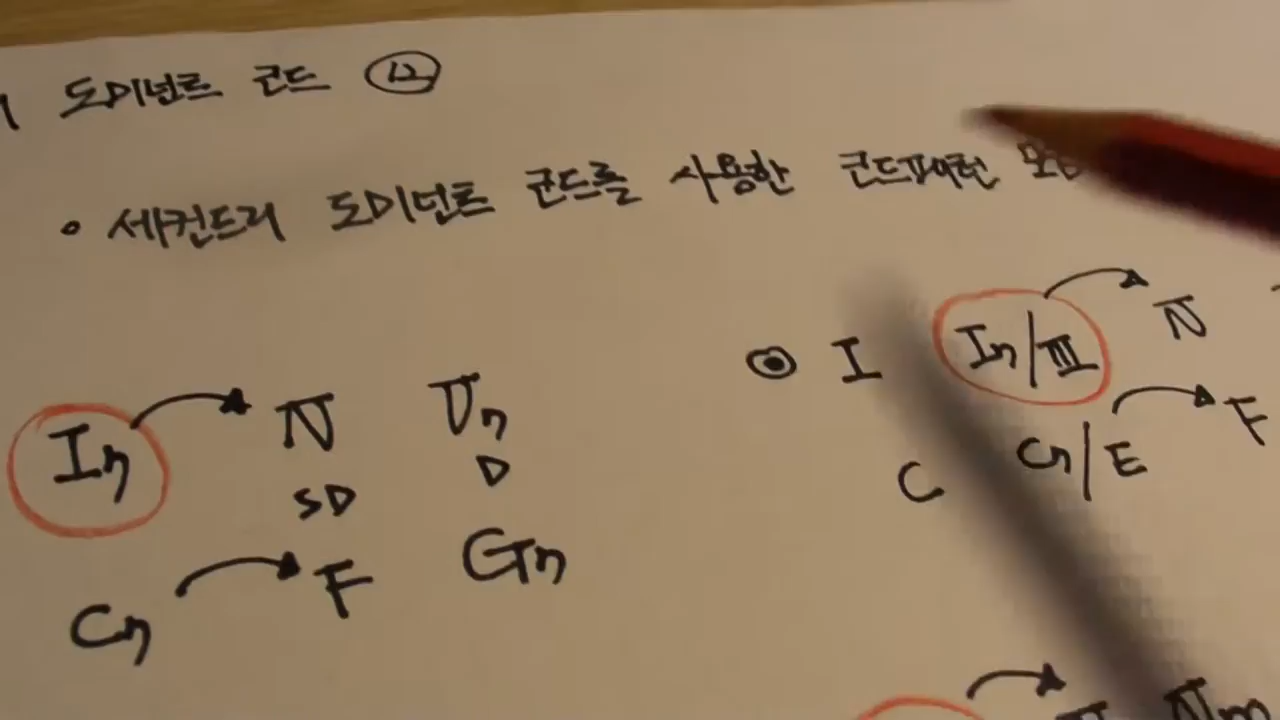 도미넌트 코드 ⑫
• 세컨드리 도미넌트 코드를 사용한 코드패턴
I7 IV V7
SD D
C7 F G7
◉ I I7/III IV
C C7/E F